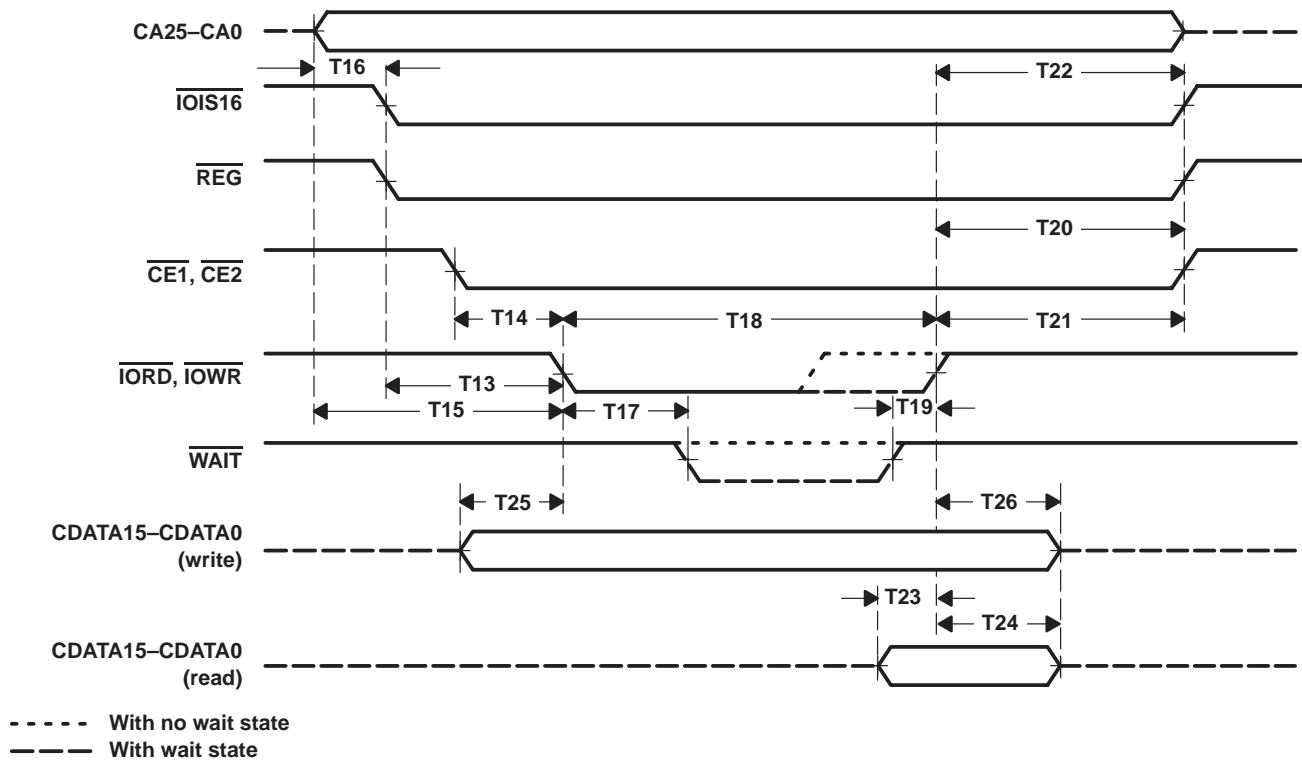 CA25–CA0
T16
T22
IOIS16
REG
T20
CE1, CE2
T14
T18
T21
IORD, IOWR
T13
T19
T15
T17
WAIT
T25
T26
CDATA15–CDATA0
(write)
T23
T24
CDATA15–CDATA0
(read)
With no wait state
With wait state